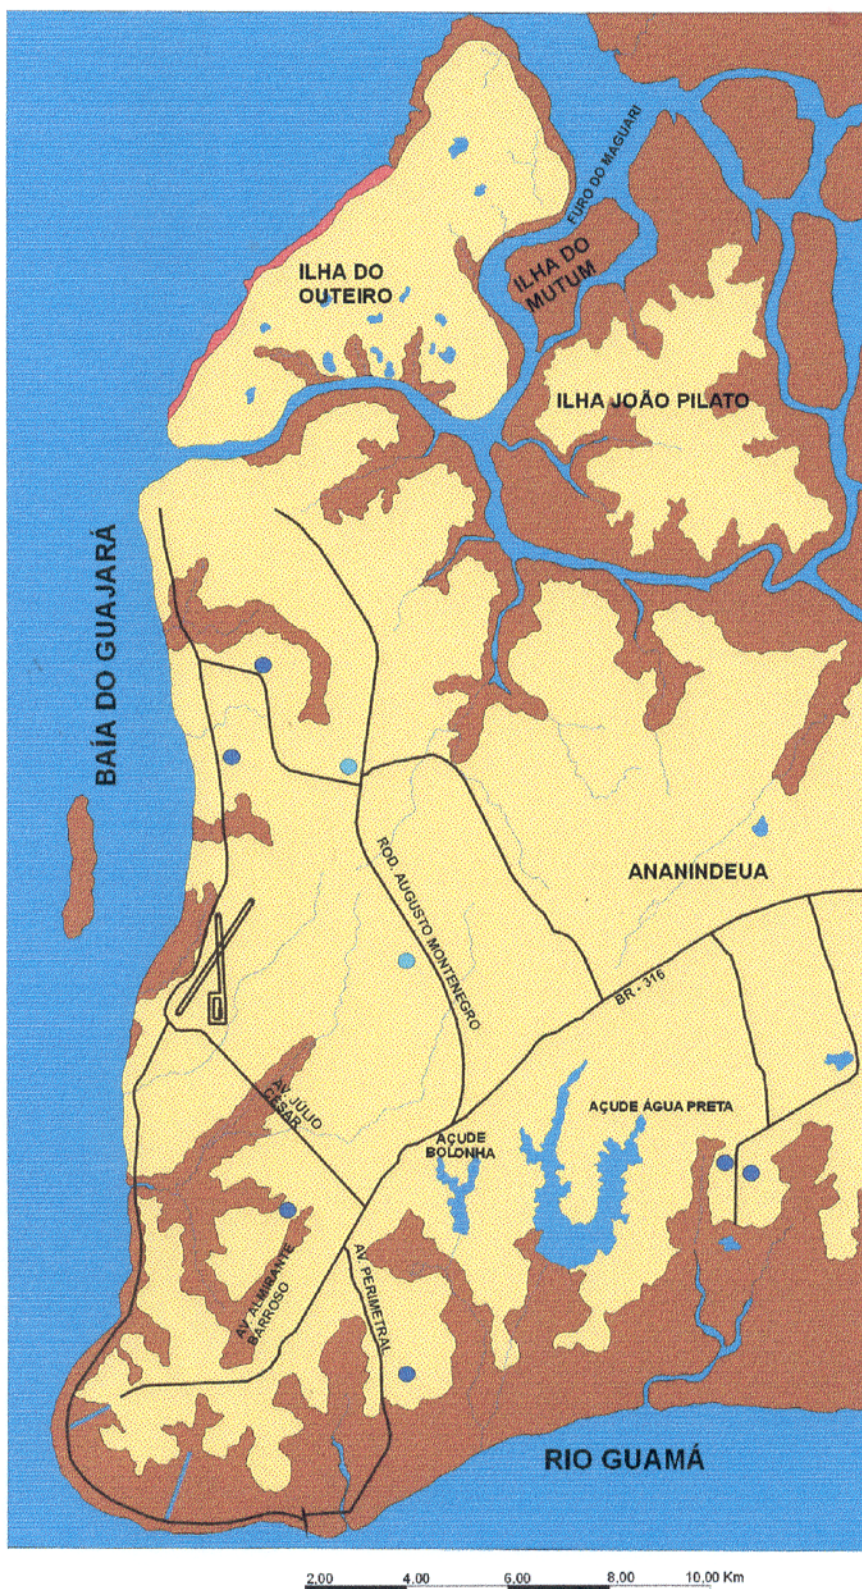 FURO DO MAGUARI
ILHA DO
OUTEIRO
ILHA DO
MUTUM
ILHA JOÃO PILATO
BAÍA DO GUAJARÁ
ANANINDEUA
ROD. AUGUSTO MONTENEGRO
BR - 316
AV. JÚLIO
CÉSAR
AÇUDE
BOLONHA
AÇUDE ÁGUA PRETA
AV. ALMIRANTE
BARROSO
AV. PERIMETRAL
RIO GUAMÁ
2,00 4,00 6,00 8,00 10,00 Km